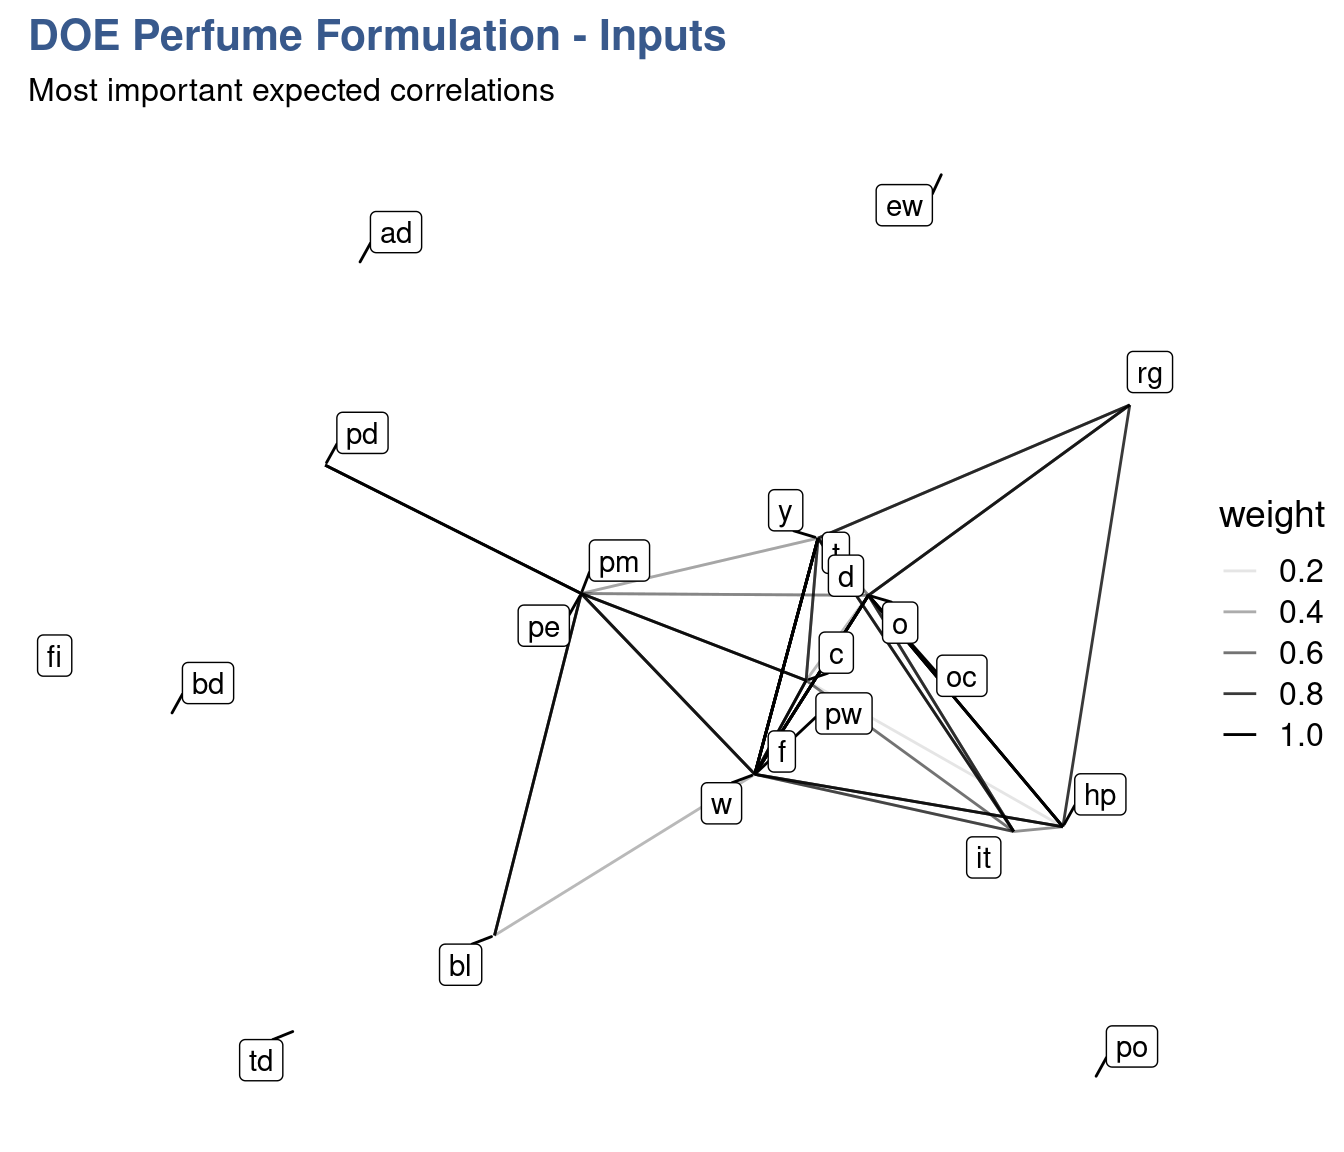 DOE Perfume Formulation - Inputs
Most important expected correlations
ew
ad
rg
pd
y
t
pm
d
pe
o
fi
c
bd
oc
pw
f
w
hp
it
bl
td
po
weight
0.2
0.4
0.6
0.8
1.0